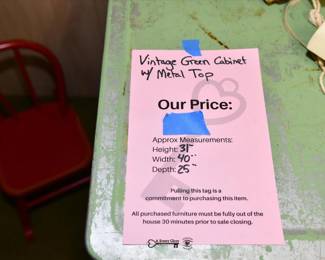 Vintage Green Cabinet
w/ Metal Top
Our Price:
Approx Measurements:
Height: 31"
Width: 40"
Depth: 25"
Pulling this tag is a
commitment to purchasing this item.
All purchased furniture must be fully out of the
house 30 minutes prior to sale closing.